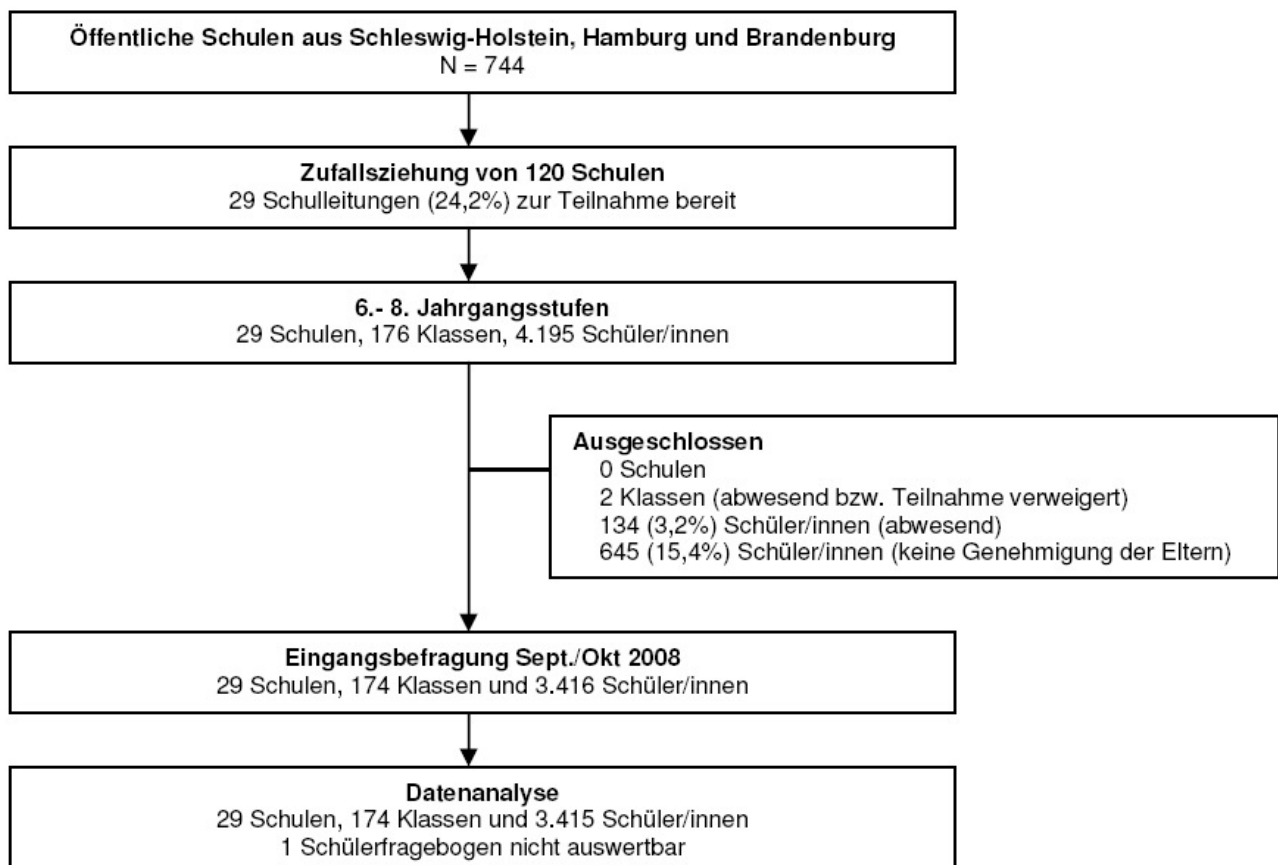 Öffentliche Schulen aus Schleswig-Holstein, Hamburg und Brandenburg
N = 744
Zufallsziehung von 120 Schulen
29 Schulleitungen (24,2%) zur Teilnahme bereit
6.- 8. Jahrgangsstufen
29 Schulen, 176 Klassen, 4.195 Schüler/innen
Ausgeschlossen
0 Schulen
2 Klassen (abwesend bzw. Teilnahme verweigert)
134 (3,2%) Schüler/innen (abwesend)
645 (15,4%) Schüler/innen (keine Genehmigung der Eltern)
Eingangsbefragung Sept./Okt 2008
29 Schulen, 174 Klassen und 3.416 Schüler/innen
Datenanalyse
29 Schulen, 174 Klassen und 3.415 Schüler/innen
1 Schülerfragebogen nicht auswertbar